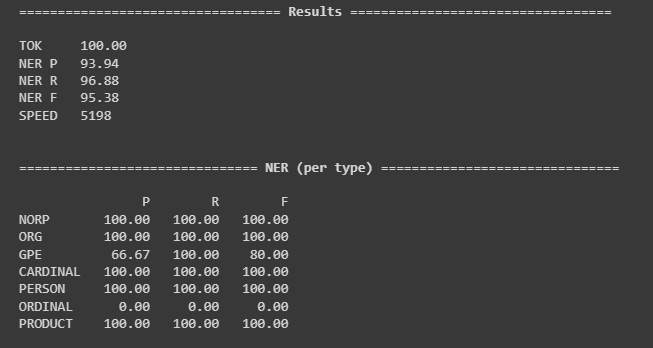 ================================== Results ==================================
TOK     100.00
NER P   93.94
NER R   96.88
NER F   95.38
SPEED   5198
=============================== NER (per type) ===============================
                P        R        F
NORP       100.00   100.00   100.00
ORG        100.00   100.00   100.00
GPE         66.67   100.00    80.00
CARDINAL   100.00   100.00   100.00
PERSON     100.00   100.00   100.00
ORDINAL      0.00     0.00     0.00
PRODUCT    100.00   100.00   100.00